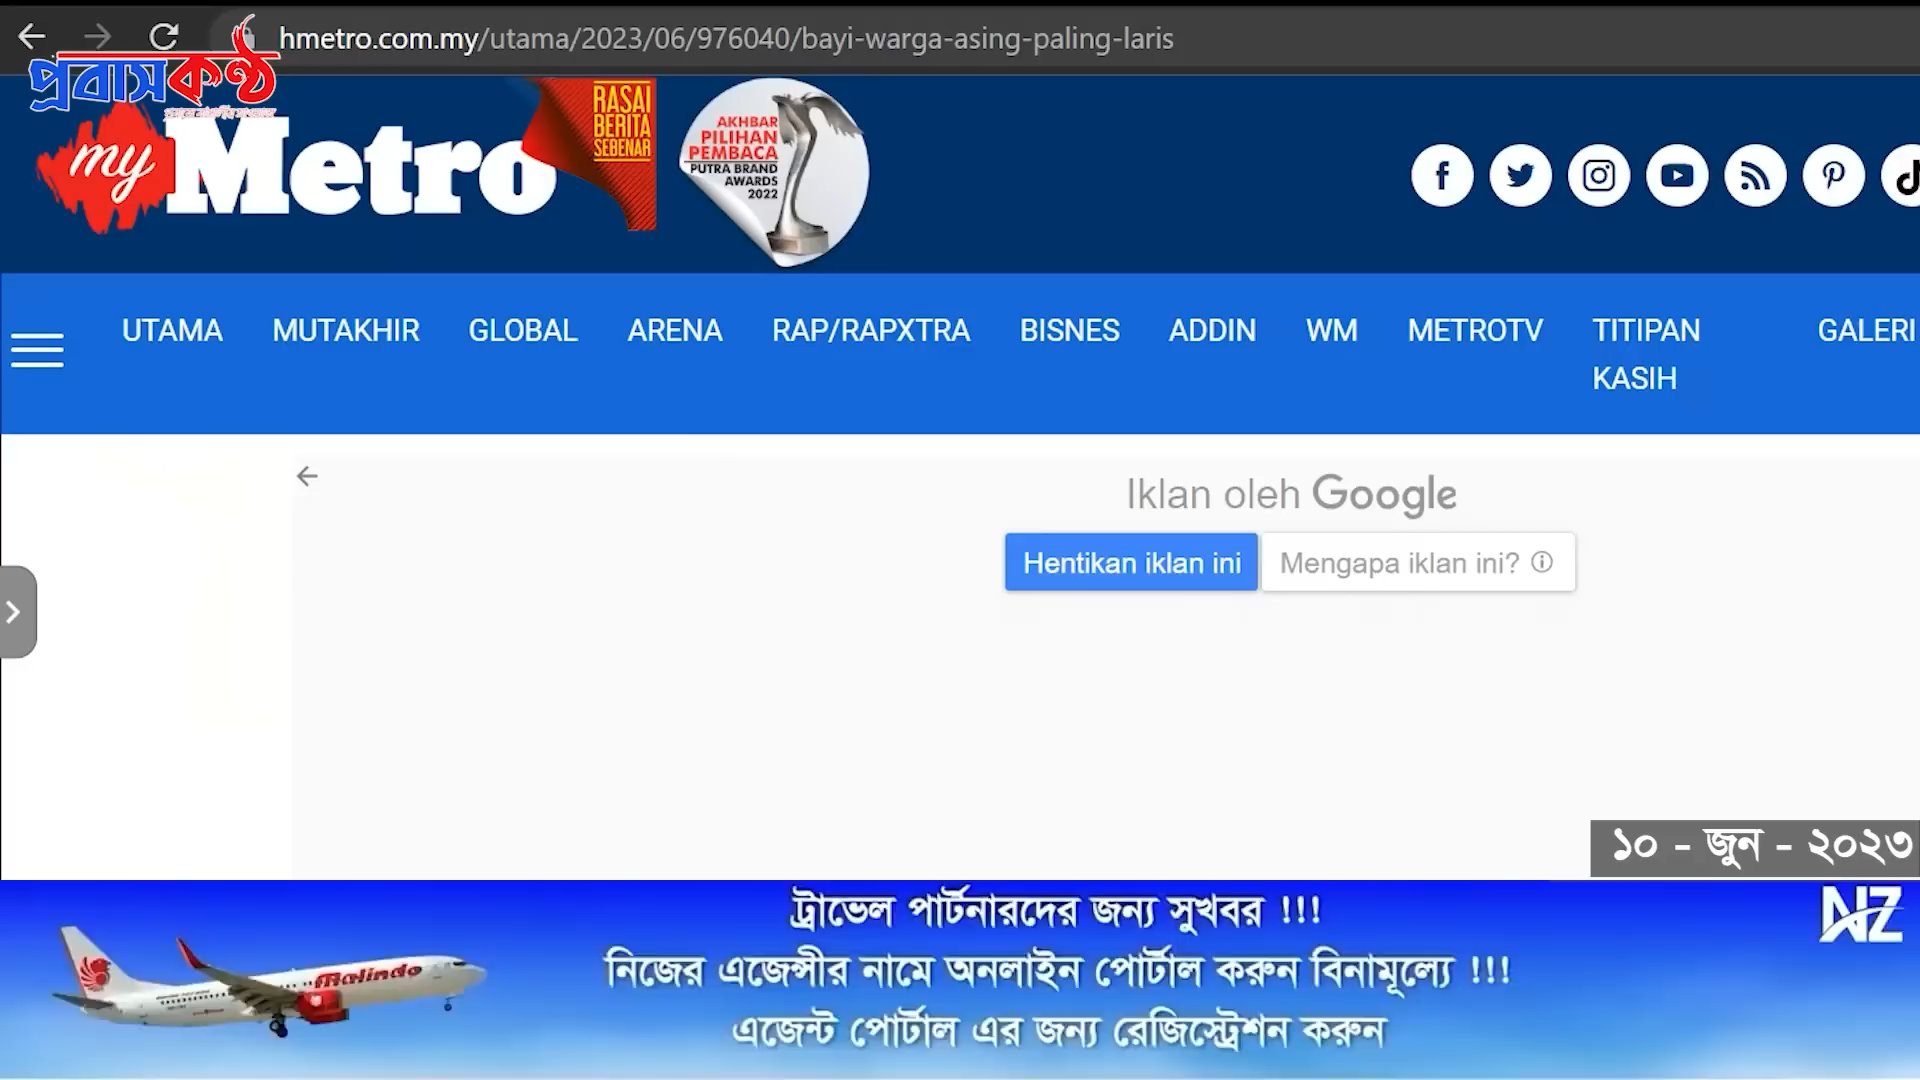 hmetro.com.my/utama/2023/06/976040/bayi-warga-asing-paling-laris
প্রবাস কণ্ঠ
my Metro
RASAI
BERITA
SEBENAR
AKHBAR
PILIHAN
PEMBACA
PUTRA BRAND
AWARDS
2022
UTAMA MUTAKHIR GLOBAL ARENA RAP/RAPXTRA BISNES ADDIN WM METROTV TITIPAN KASIH GALERI
Iklan oleh Google
Hentikan iklan ini Mengapa iklan ini?
১০ - জুন - ২০২৩
ট্রাভেল পার্টনারদের জন্য সুখবর !!!
NZ
নিজের এজেন্সীর নামে অনলাইন পোর্টাল করুন বিনামূল্যে !!!
Malindo
এজেন্ট পোর্টাল এর জন্য রেজিস্ট্রেশন করুন